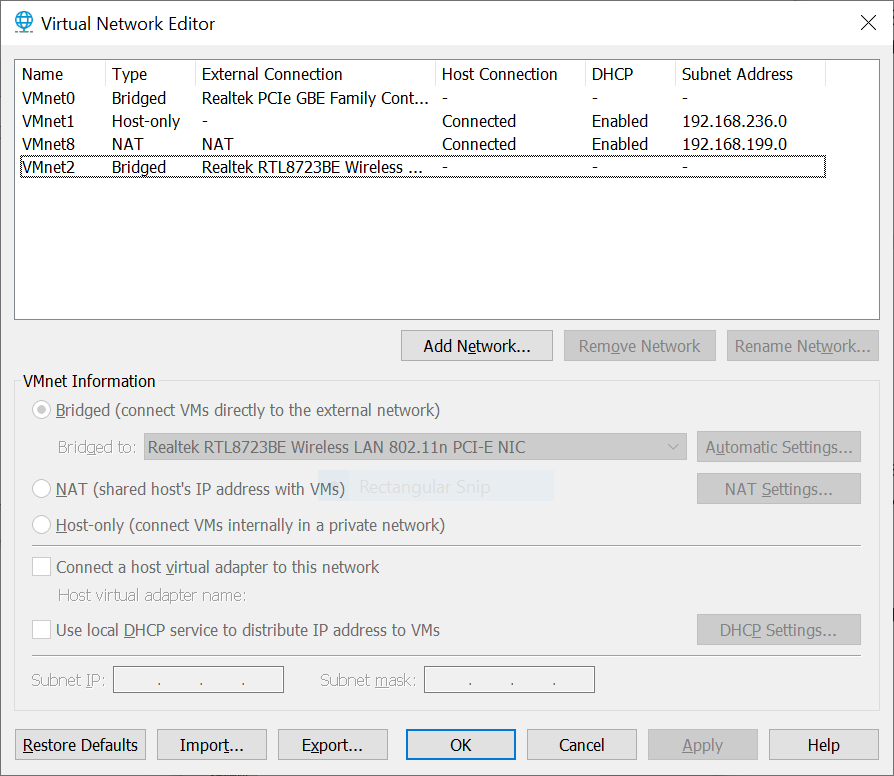 Virtual Network Editor
Name Type External Connection Host Connection DHCP Subnet Address
VMnet0 Bridged Realtek PCIe GBE Family Cont... - - -
VMnet1 Host-only - Connected Enabled 192.168.236.0
VMnet8 NAT NAT Connected Enabled 192.168.199.0
VMnet2 Bridged Realtek RTL8723BE Wireless ... - - -
Add Network... Remove Network Rename Network...
VMnet Information
Bridged (connect VMs directly to the external network)
Bridged to: Realtek RTL8723BE Wireless LAN 802.11n PCI-E NIC Automatic Settings...
NAT (shared host's IP address with VMs) Rectangular Snip NAT Settings...
Host-only (connect VMs internally in a private network)
Connect a host virtual adapter to this network
Host virtual adapter name:
Use local DHCP service to distribute IP address to VMs DHCP Settings...
Subnet IP: . . . Subnet mask: . . .
Restore Defaults Import... Export... OK Cancel Apply Help